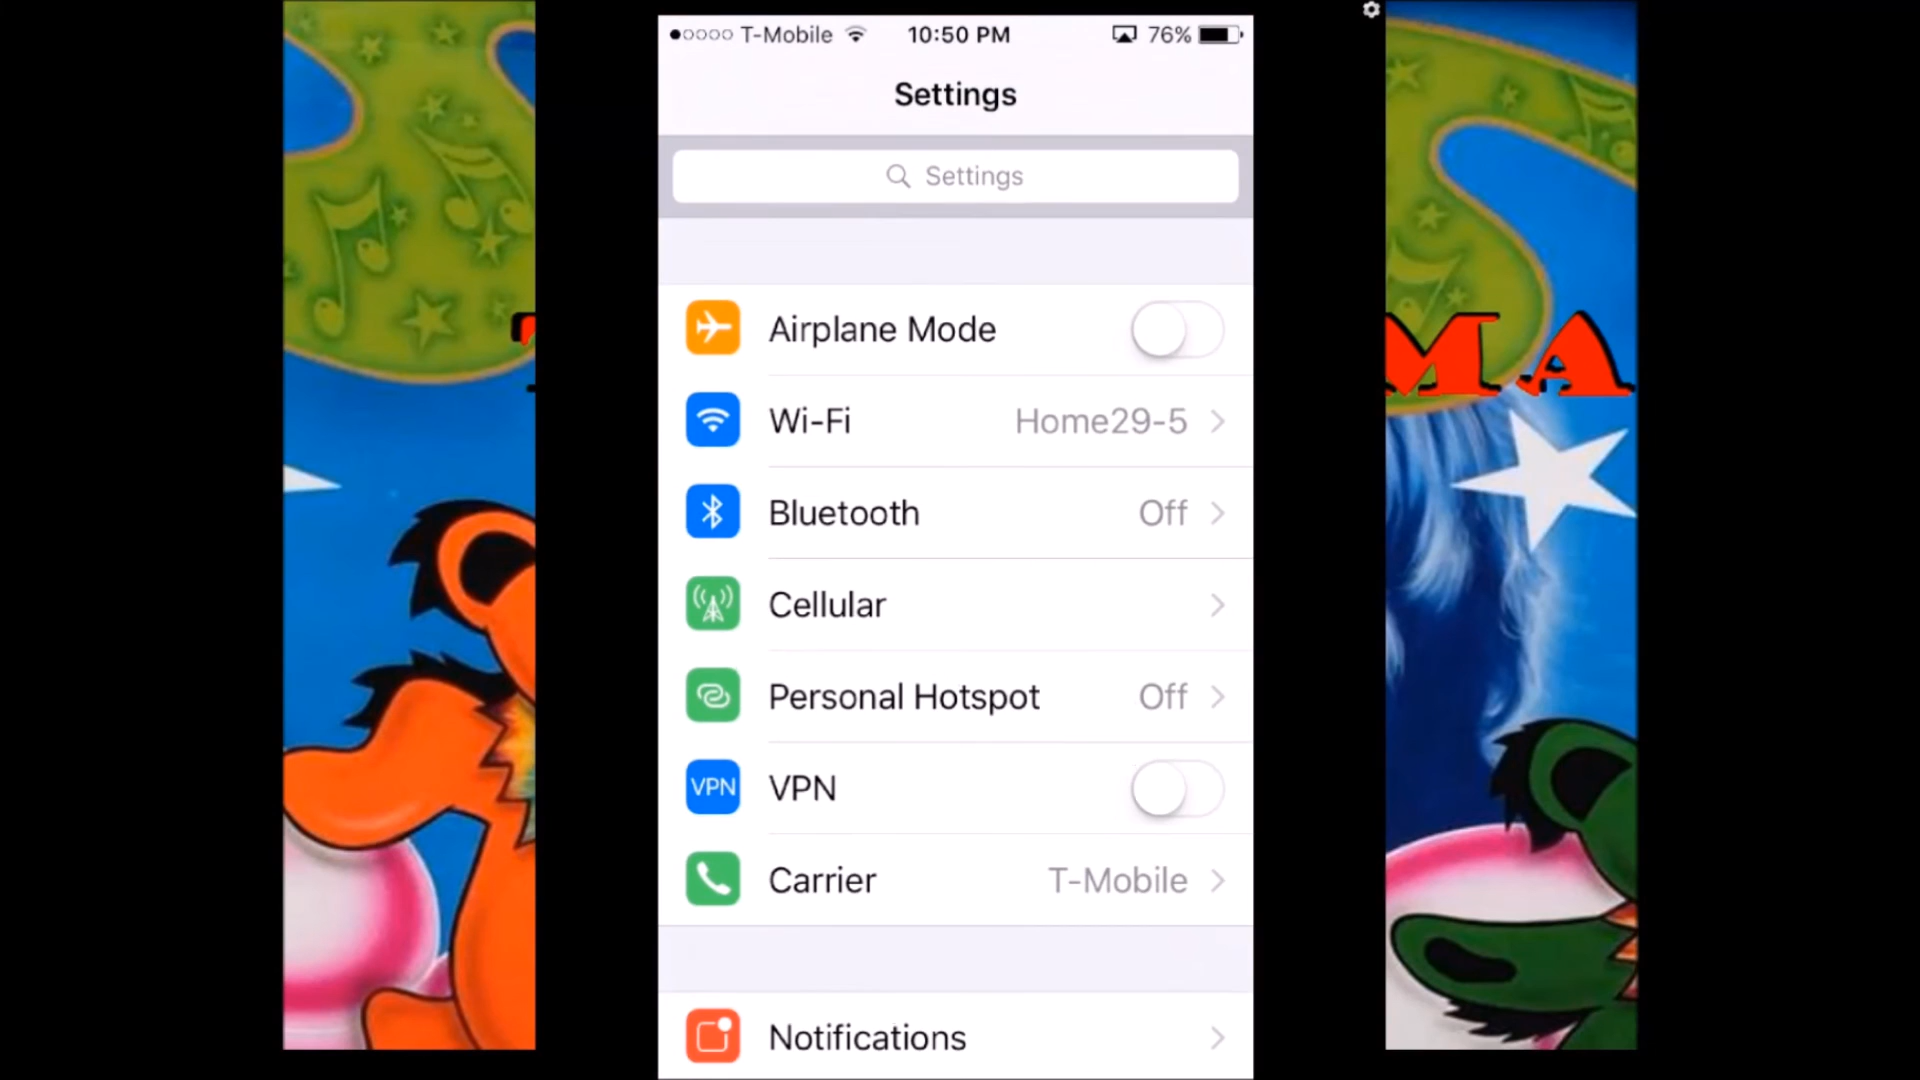 T-Mobile 10:50 PM 76%
Settings
Settings
Airplane Mode
Wi-Fi Home29-5
Bluetooth Off
Cellular
Personal Hotspot Off
VPN VPN
Carrier T-Mobile
Notifications
MA